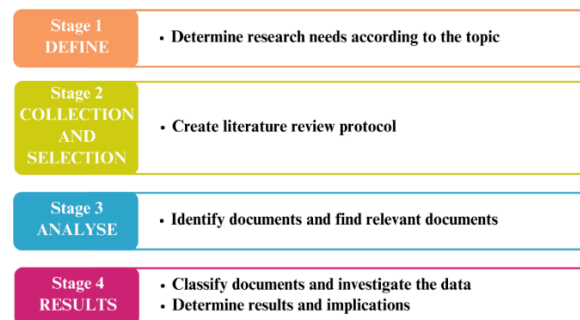 Stage 1
DEFINE
• Determine research needs according to the topic
Stage 2
COLLECTION
AND
SELECTION
• Create literature review protocol
Stage 3
ANALYSE
• Identify documents and find relevant documents
Stage 4
RESULTS
• Classify documents and investigate the data
• Determine results and implications